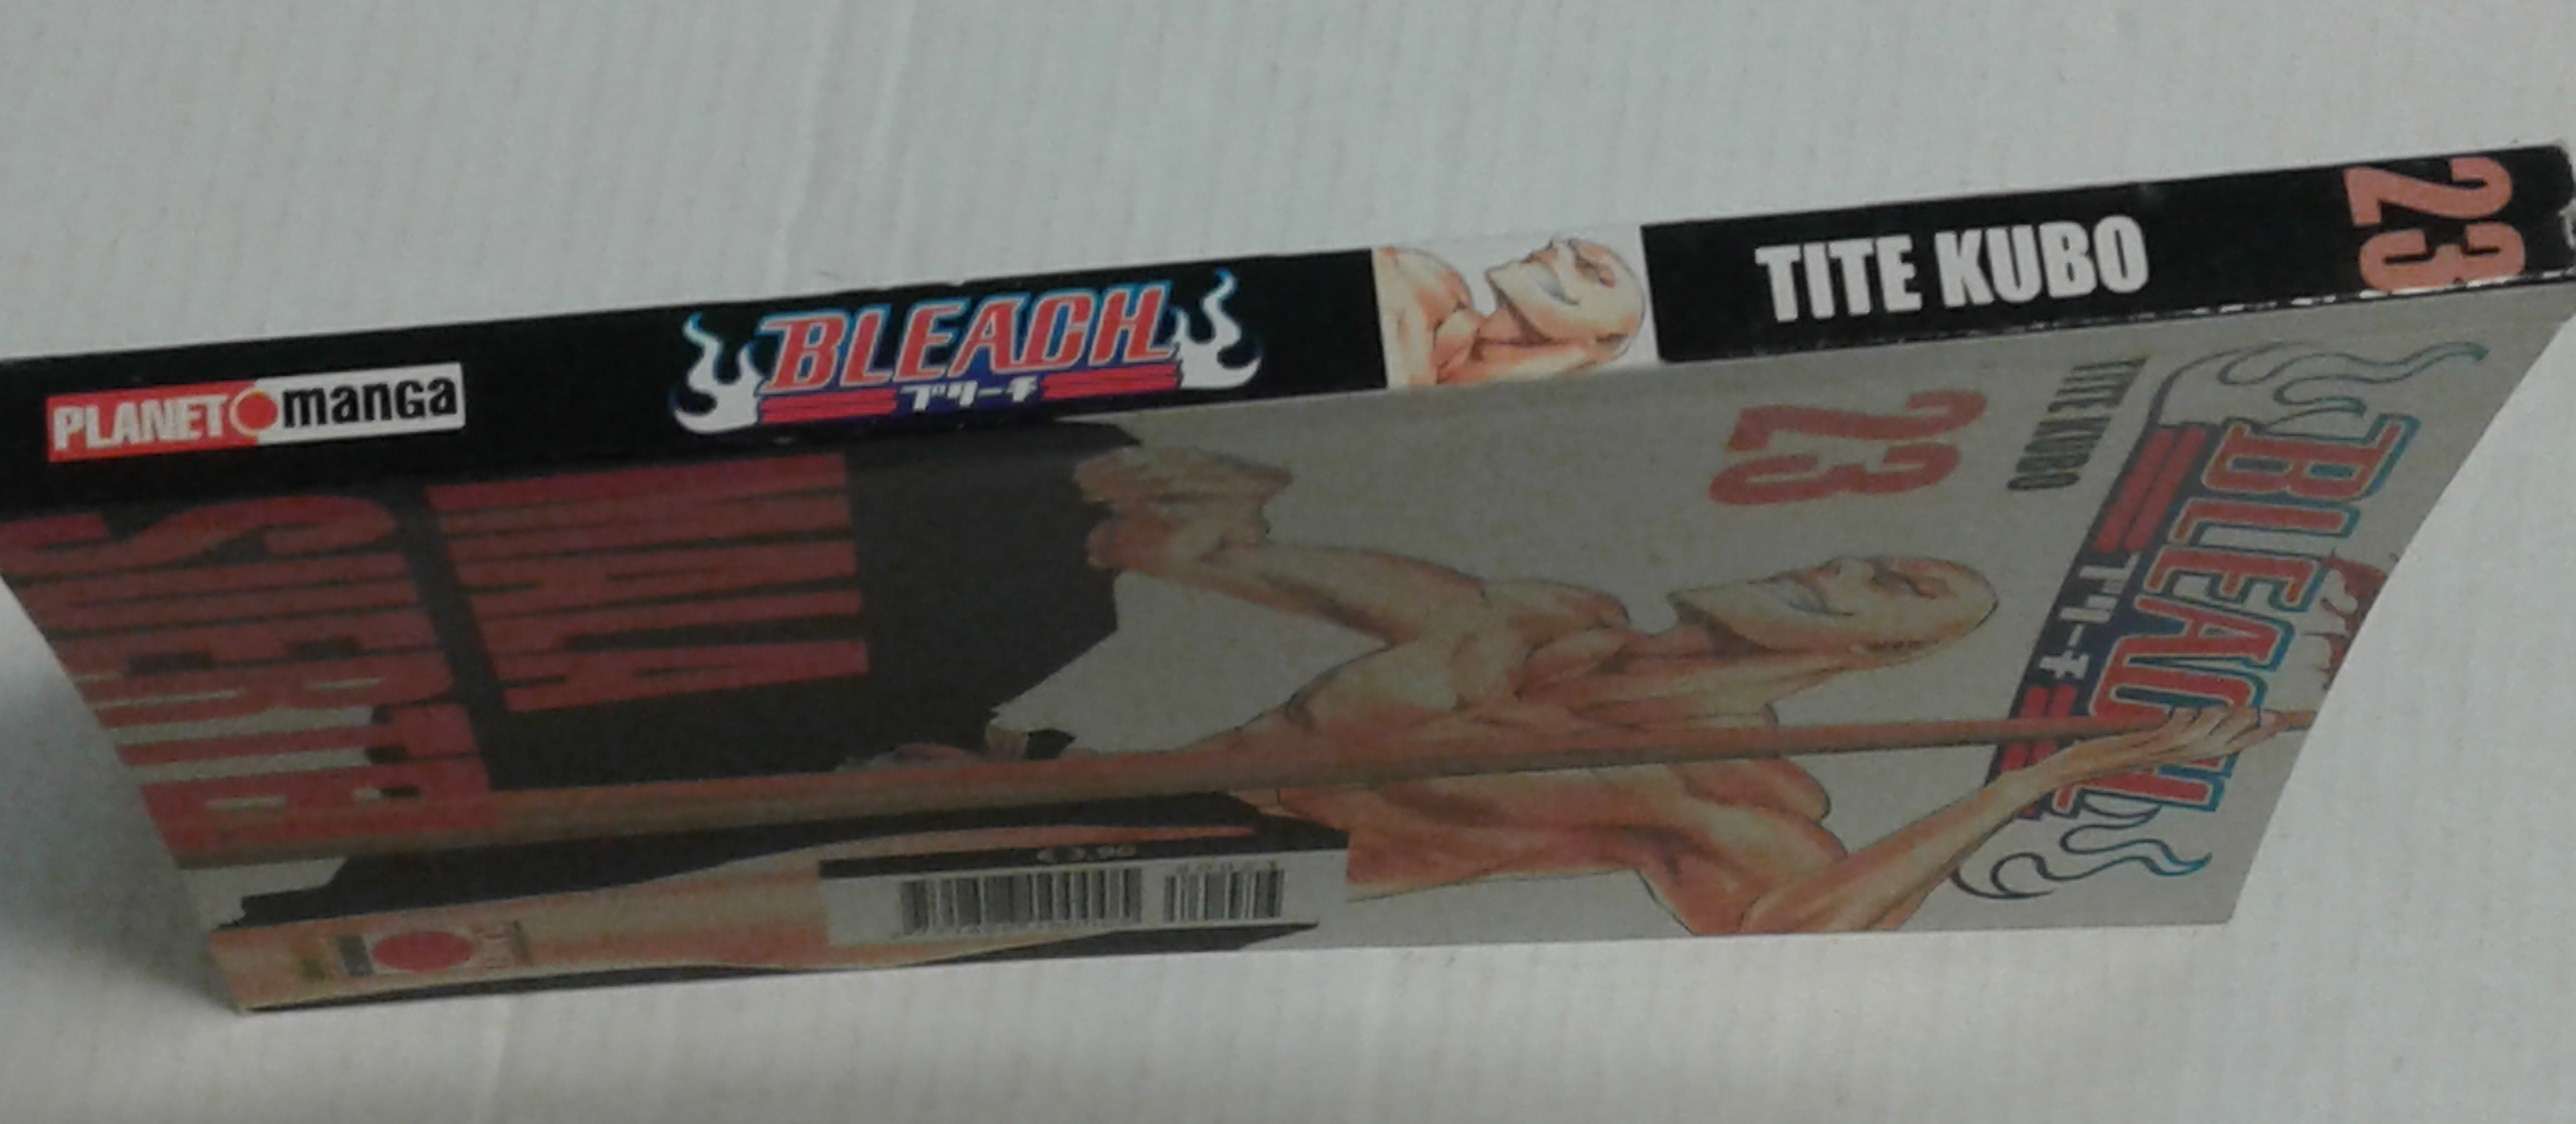 PLANET manga
BLEACH
ブリーチ
TITE KUBO
23
BLEACH
ブリーチ
TITE KUBO
23